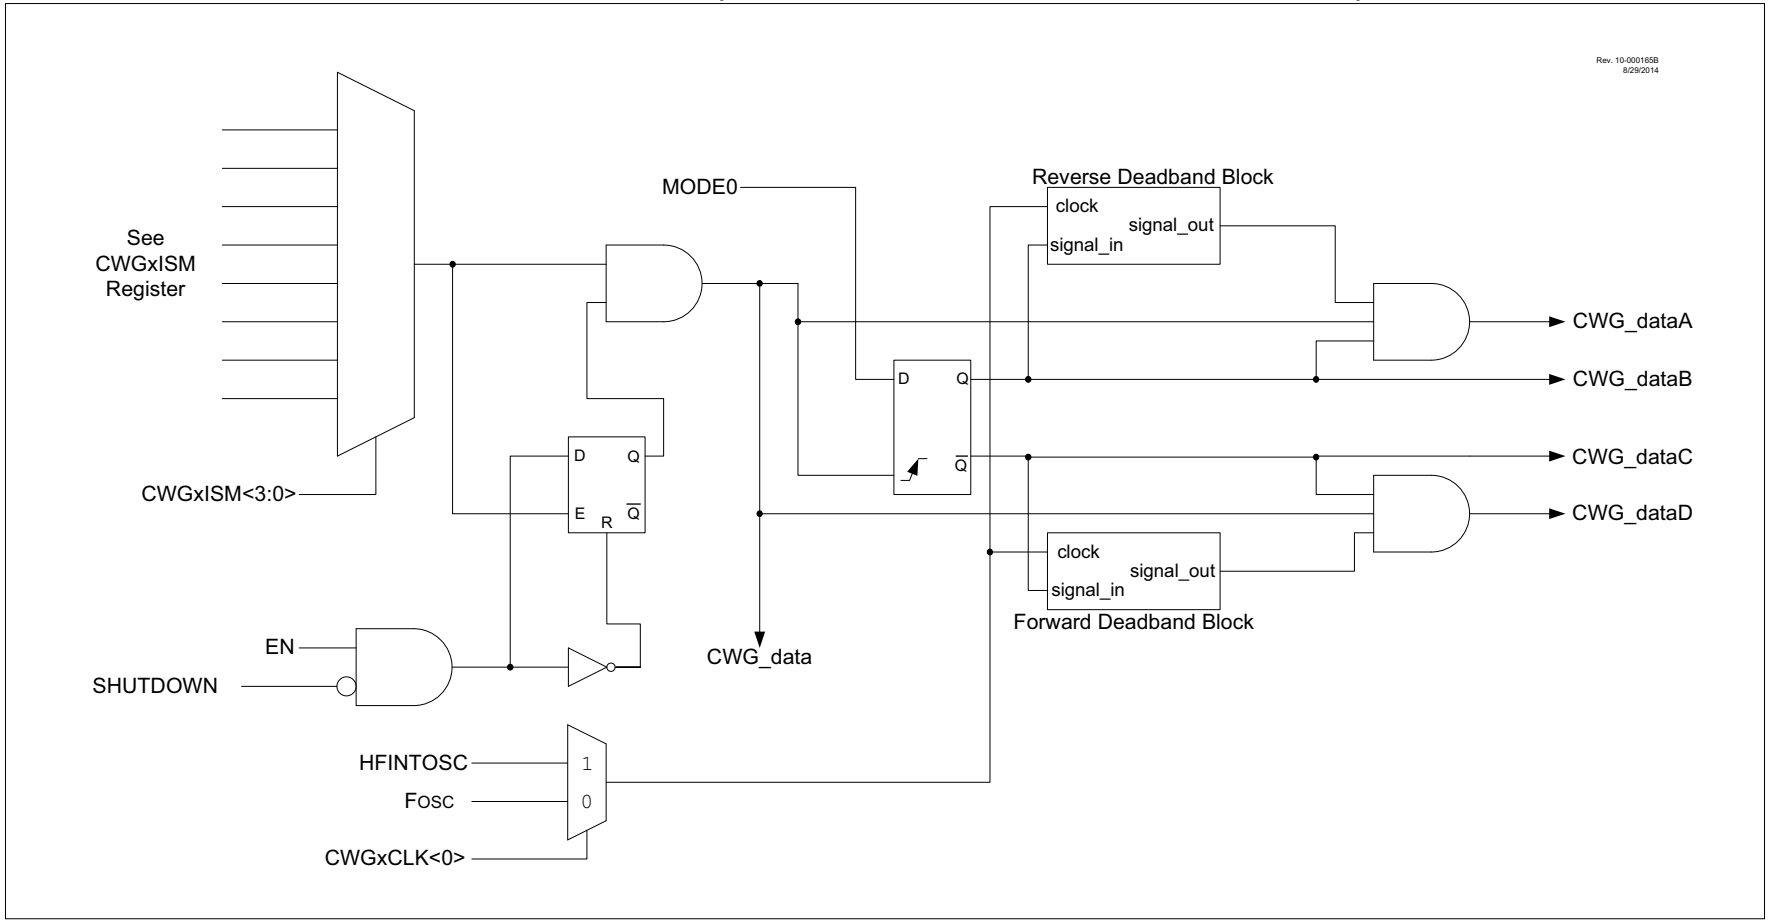 Rev. 10-000165B
8/29/2014
See
CWGxISM
Register
CWGxISM<3:0>
MODE0
Reverse Deadband Block
clock
signal_out
signal_in
D
Q
Q
CWG_dataA
CWG_dataB
CWG_dataC
CWG_dataD
D
Q
E
R
Q
clock
signal_out
signal_in
Forward Deadband Block
EN
SHUTDOWN
CWG_data
HFINTOSC
1
FOSC
0
CWGxCLK<0>